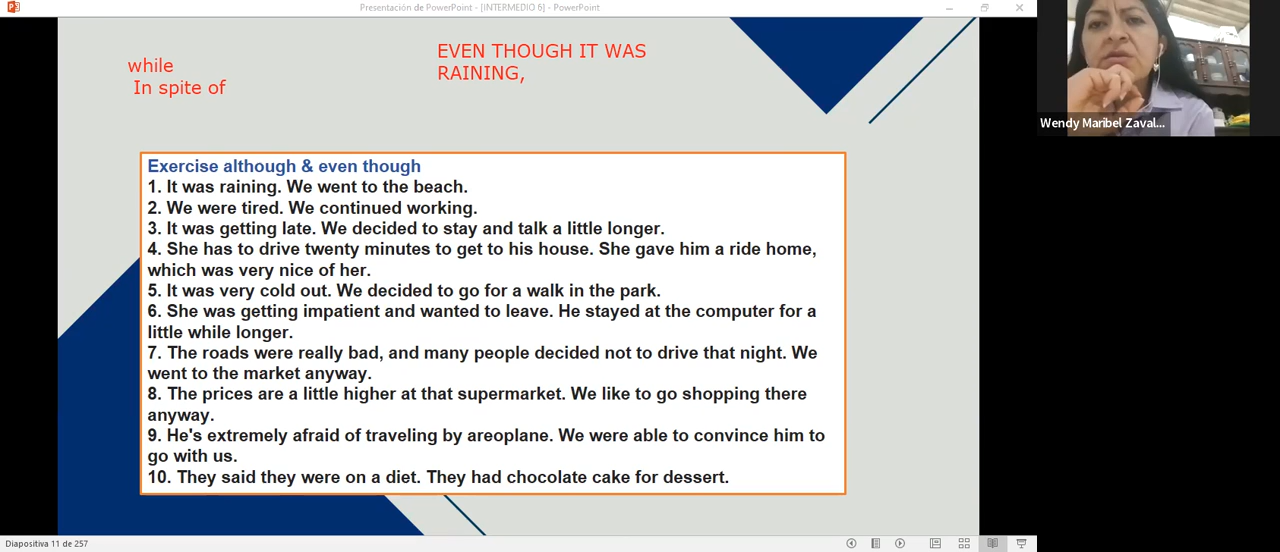 Presentación de PowerPoint - [INTERMEDIO 6] - PowerPoint
while
In spite of
EVEN THOUGH IT WAS
RAINING,
Wendy Maribel Zaval...
Exercise although & even though
1. It was raining. We went to the beach.
2. We were tired. We continued working.
3. It was getting late. We decided to stay and talk a little longer.
4. She has to drive twenty minutes to get to his house. She gave him a ride home,
which was very nice of her.
5. It was very cold out. We decided to go for a walk in the park.
6. She was getting impatient and wanted to leave. He stayed at the computer for a
little while longer.
7. The roads were really bad, and many people decided not to drive that night. We
went to the market anyway.
8. The prices are a little higher at that supermarket. We like to go shopping there
anyway.
9. He's extremely afraid of traveling by areoplane. We were able to convince him to
go with us.
10. They said they were on a diet. They had chocolate cake for dessert.
Diapositiva 11 de 257